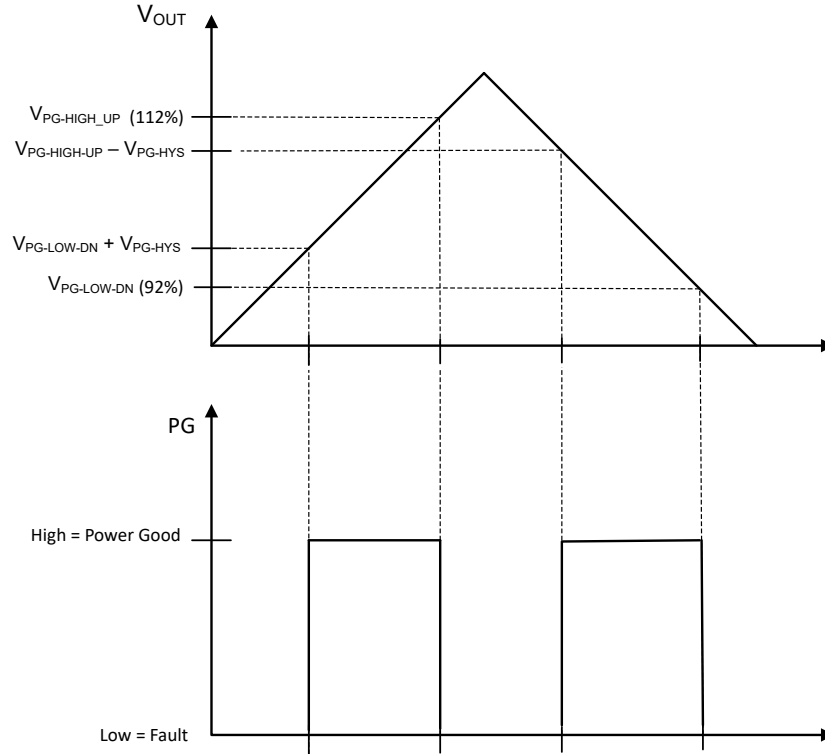 VOUT
VPG-HIGH_UP (112%)
VPG-HIGH-UP – VPG-HYS
VPG-LOW-DN + VPG-HYS
VPG-LOW-DN (92%)
PG
High = Power Good
Low = Fault